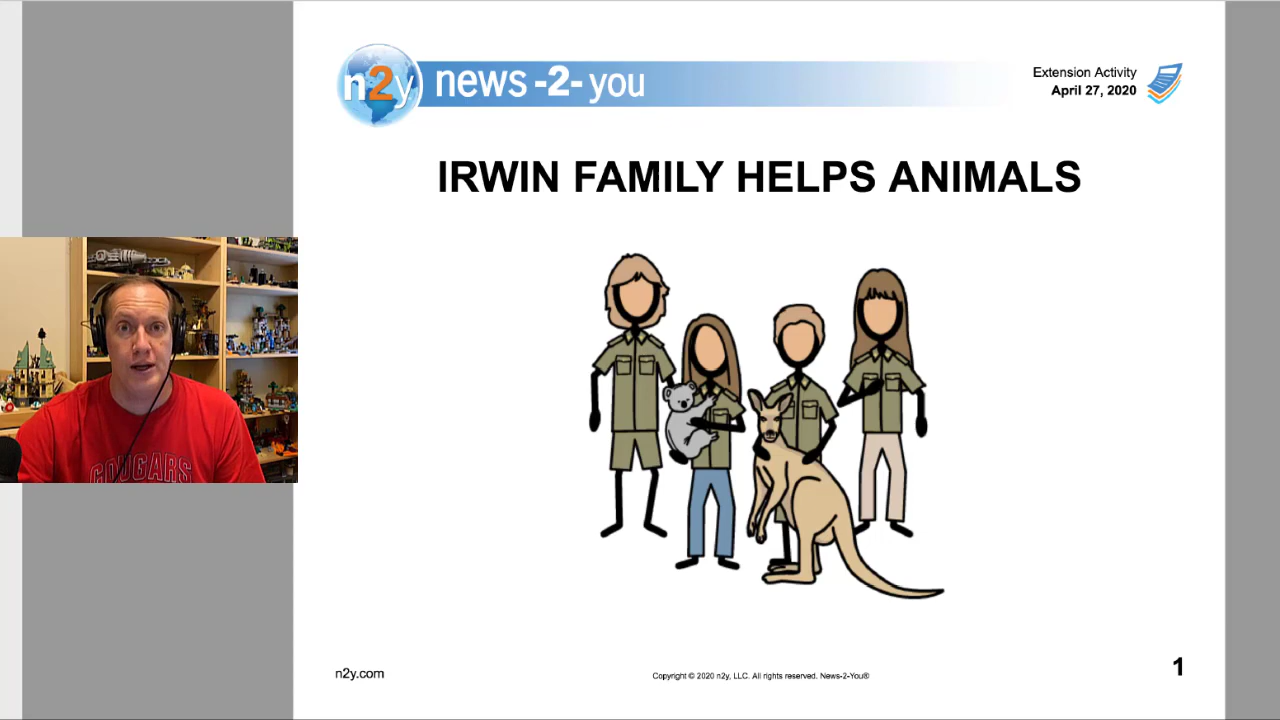 n2y news -2- you
Extension Activity
April 27, 2020
IRWIN FAMILY HELPS ANIMALS
COUGARS
n2y.com
Copyright © 2020 n2y, LLC. All rights reserved. News-2-You®
1